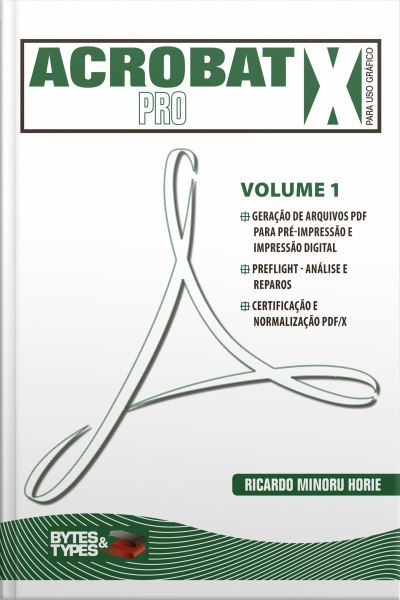 ACROBAT X
PRO
PARA USO GRÁFICO
VOLUME 1
GERAÇÃO DE ARQUIVOS PDF
PARA PRÉ-IMPRESSÃO E
IMPRESSÃO DIGITAL
PREFLIGHT - ANÁLISE E
REPAROS
CERTIFICAÇÃO E
NORMALIZAÇÃO PDF/X
RICARDO MINORU HORIE
BYTES &
TYPES